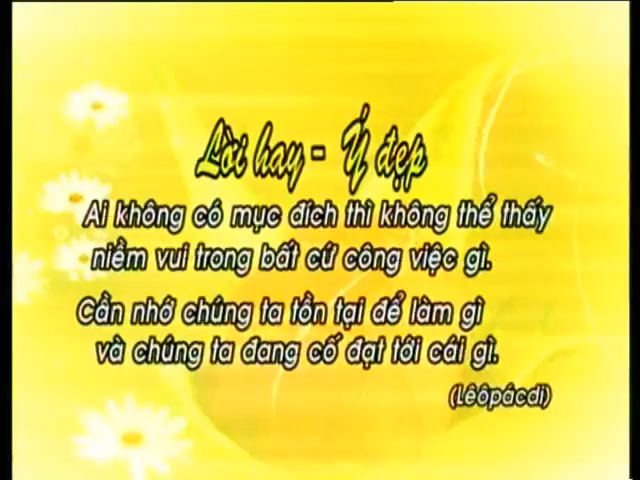 Lời hay - Ý đẹp
Ai không có mục đích thì không thể thấy
niềm vui trong bất cứ công việc gì.
Cần nhớ chúng ta tồn tại để làm gì
và chúng ta đang cố đạt tới cái gì.
(Lêôpácdi)